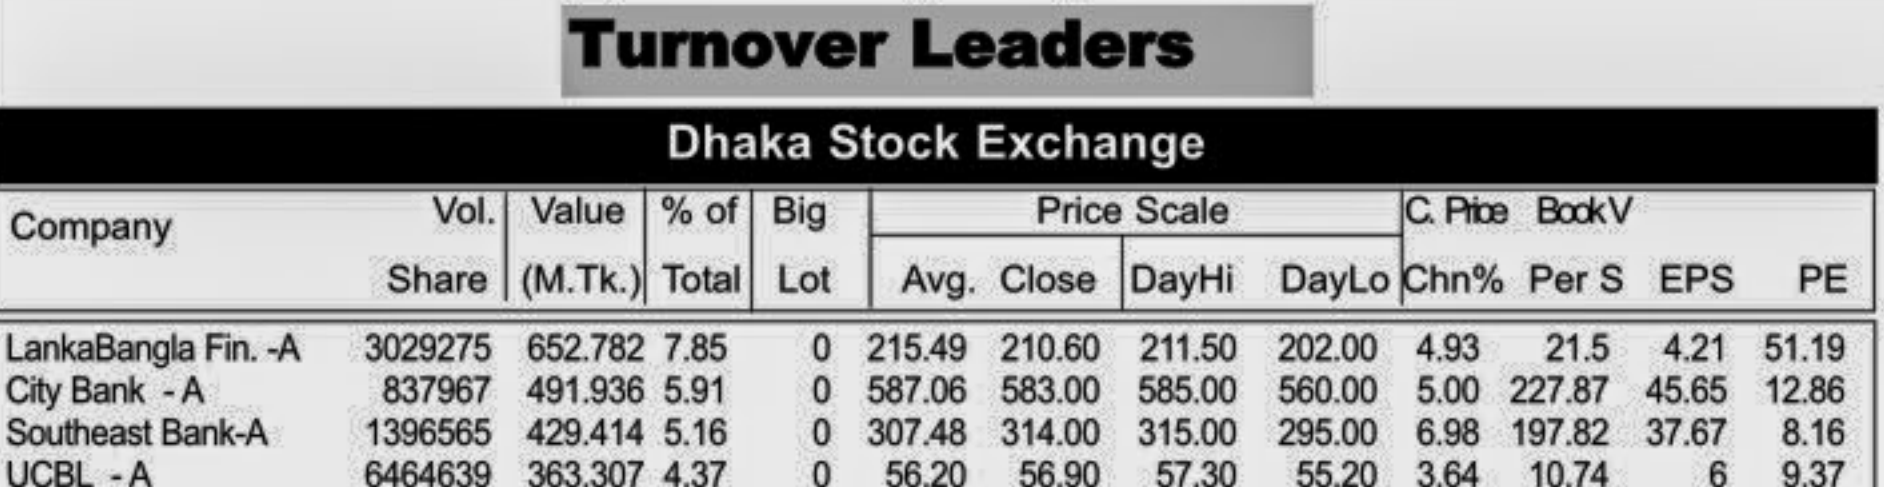 Turnover Leaders
Dhaka Stock Exchange
Company Vol. Value % of Big Price Scale C. Price BookV
Share (M.Tk.) Total Lot Avg. Close DayHi DayLo Chn% Per S EPS PE
LankaBangla Fin. -A 3029275 652.782 7.85 0 215.49 210.60 211.50 202.00 4.93 21.5 4.21 51.19
City Bank - A 837967 491.936 5.91 0 587.06 583.00 585.00 560.00 5.00 227.87 45.65 12.86
Southeast Bank-A 1396565 429.414 5.16 0 307.48 314.00 315.00 295.00 6.98 197.82 37.67 8.16
UCBL - A 6464639 363.307 4.37 0 56.20 56.90 57.30 55.20 3.64 10.74 6 9.37